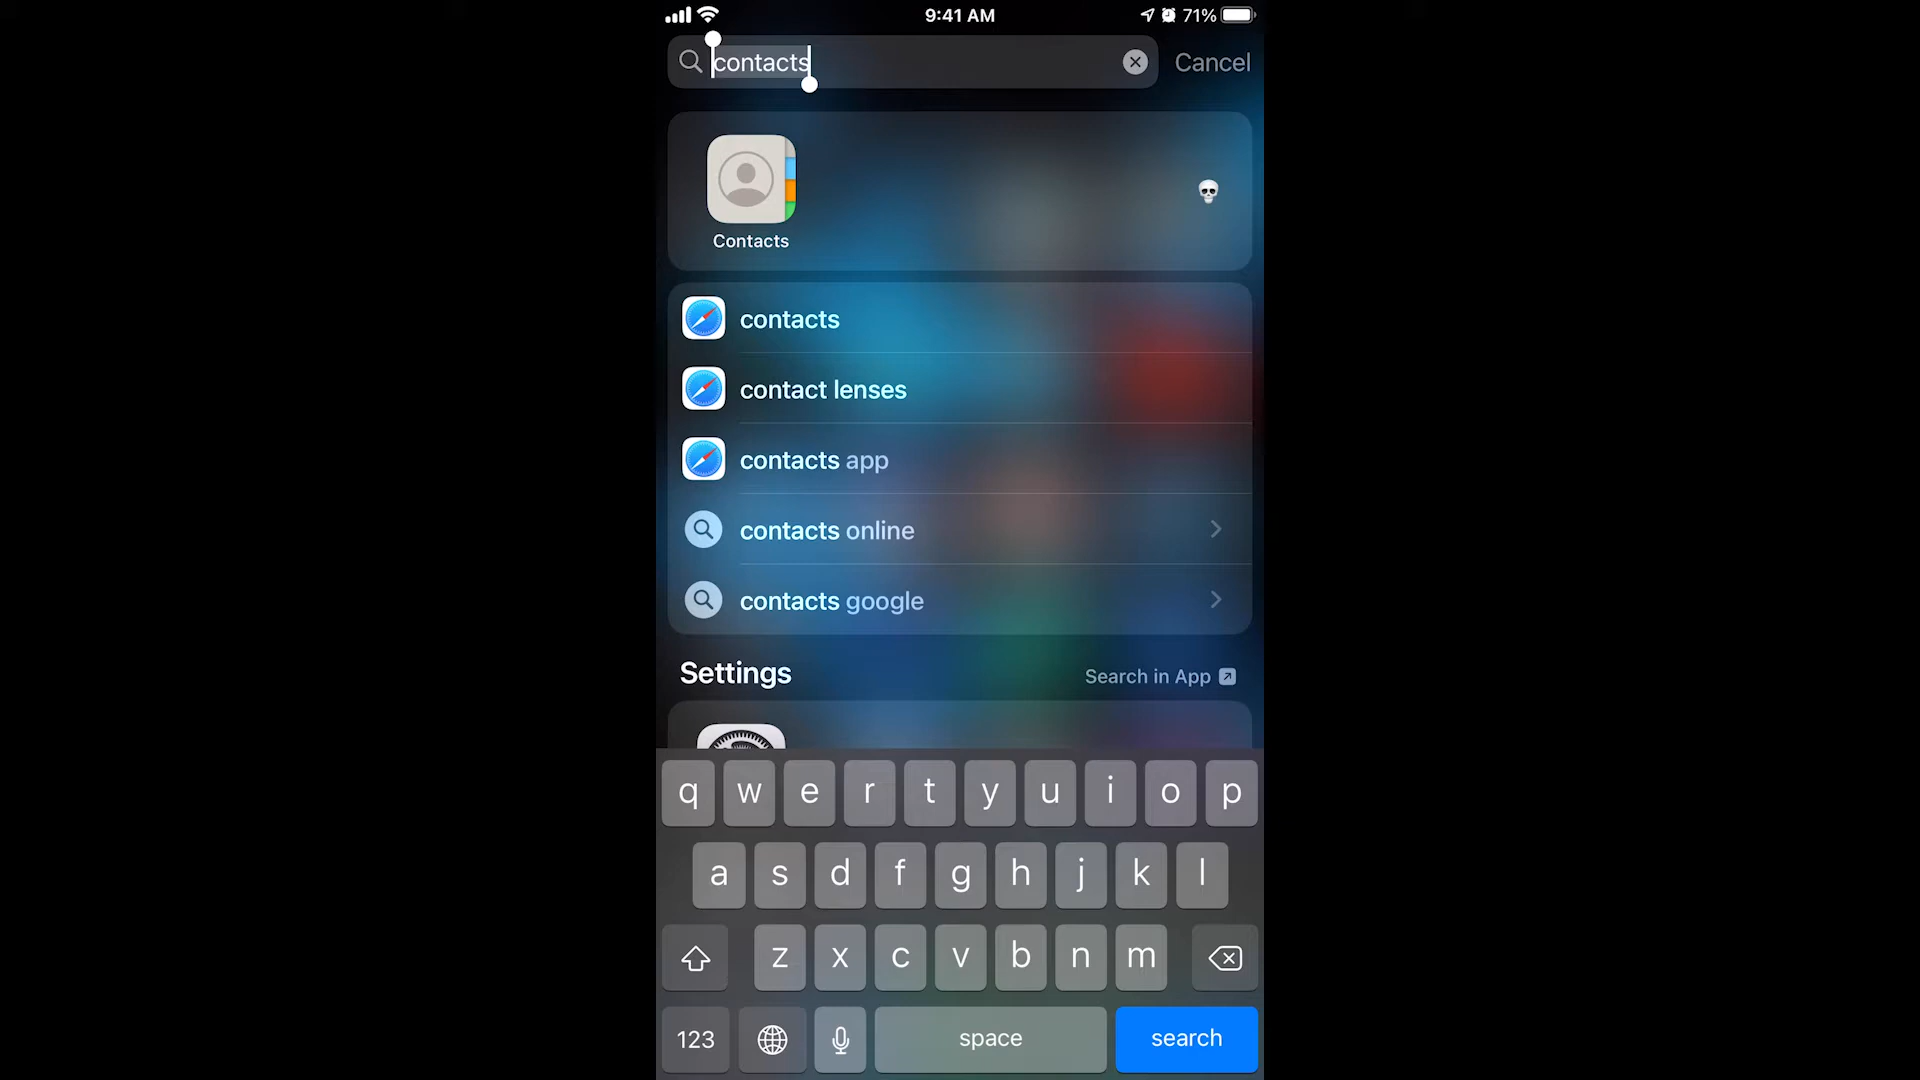 9:41 AM
71%
contacts
Cancel
Contacts
contacts
contact lenses
contacts app
contacts online
contacts google
Settings
Search in App
q w e r t y u i o p
a s d f g h j k l
z x c v b n m
123
space
search